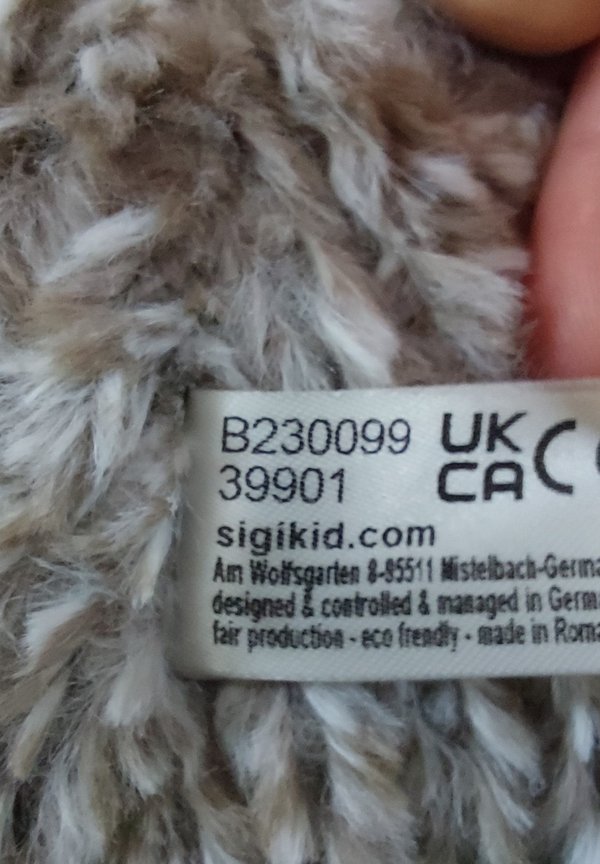 B230099
39901
UK
CA
sigikid.com
Am Wolfsgarten 8-95511 Mistelbach-Germa
designed & controlled & managed in Germ
fair production - eco frendly - made in Roma